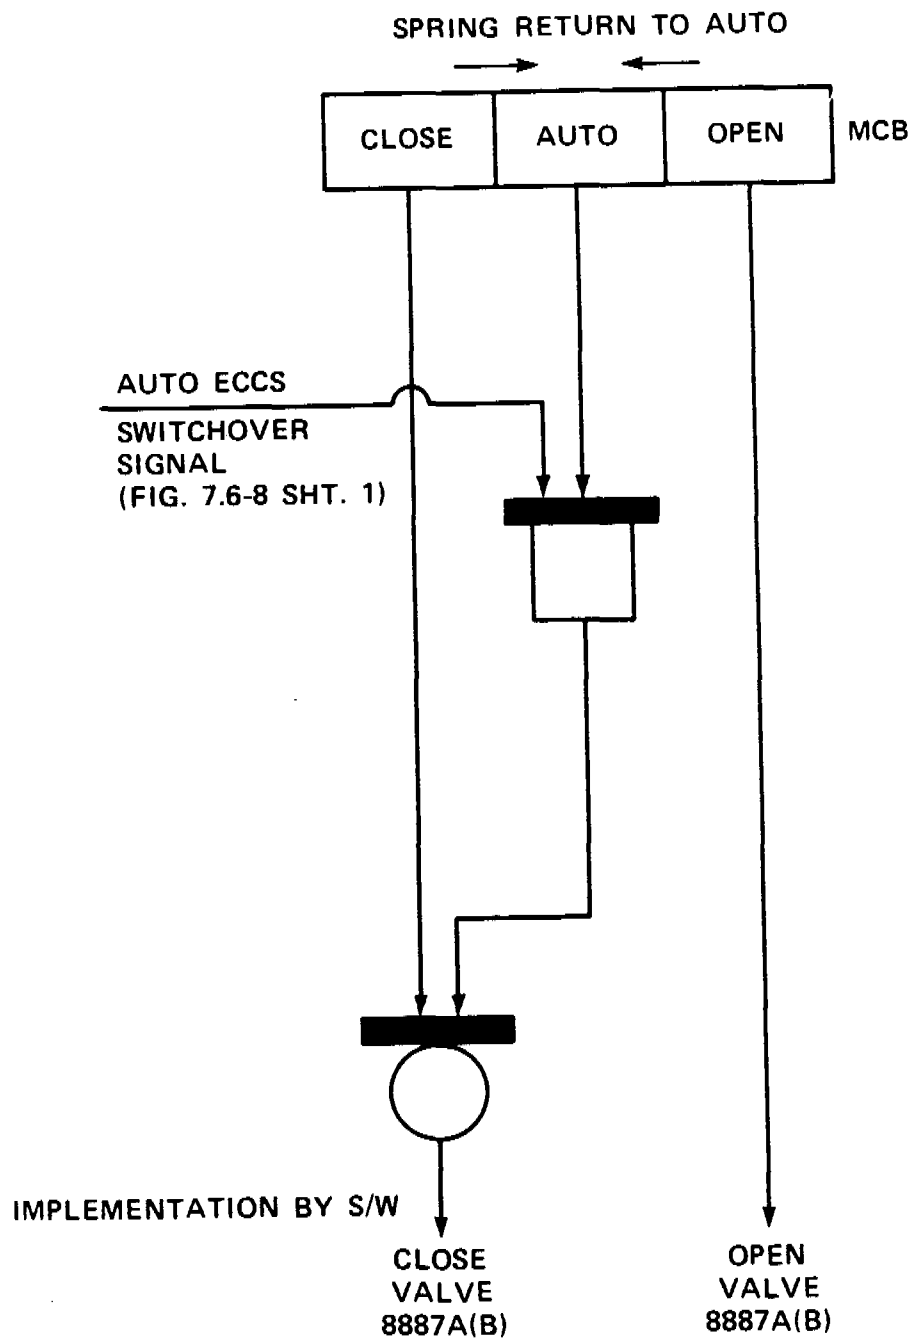 SPRING RETURN TO AUTO
CLOSE
AUTO
OPEN
MCB
AUTO ECCS
SWITCHOVER
SIGNAL
(FIG. 7.6-8 SHT. 1)
IMPLEMENTATION BY S/W
CLOSE
VALVE
8887A(B)
OPEN
VALVE
8887A(B)